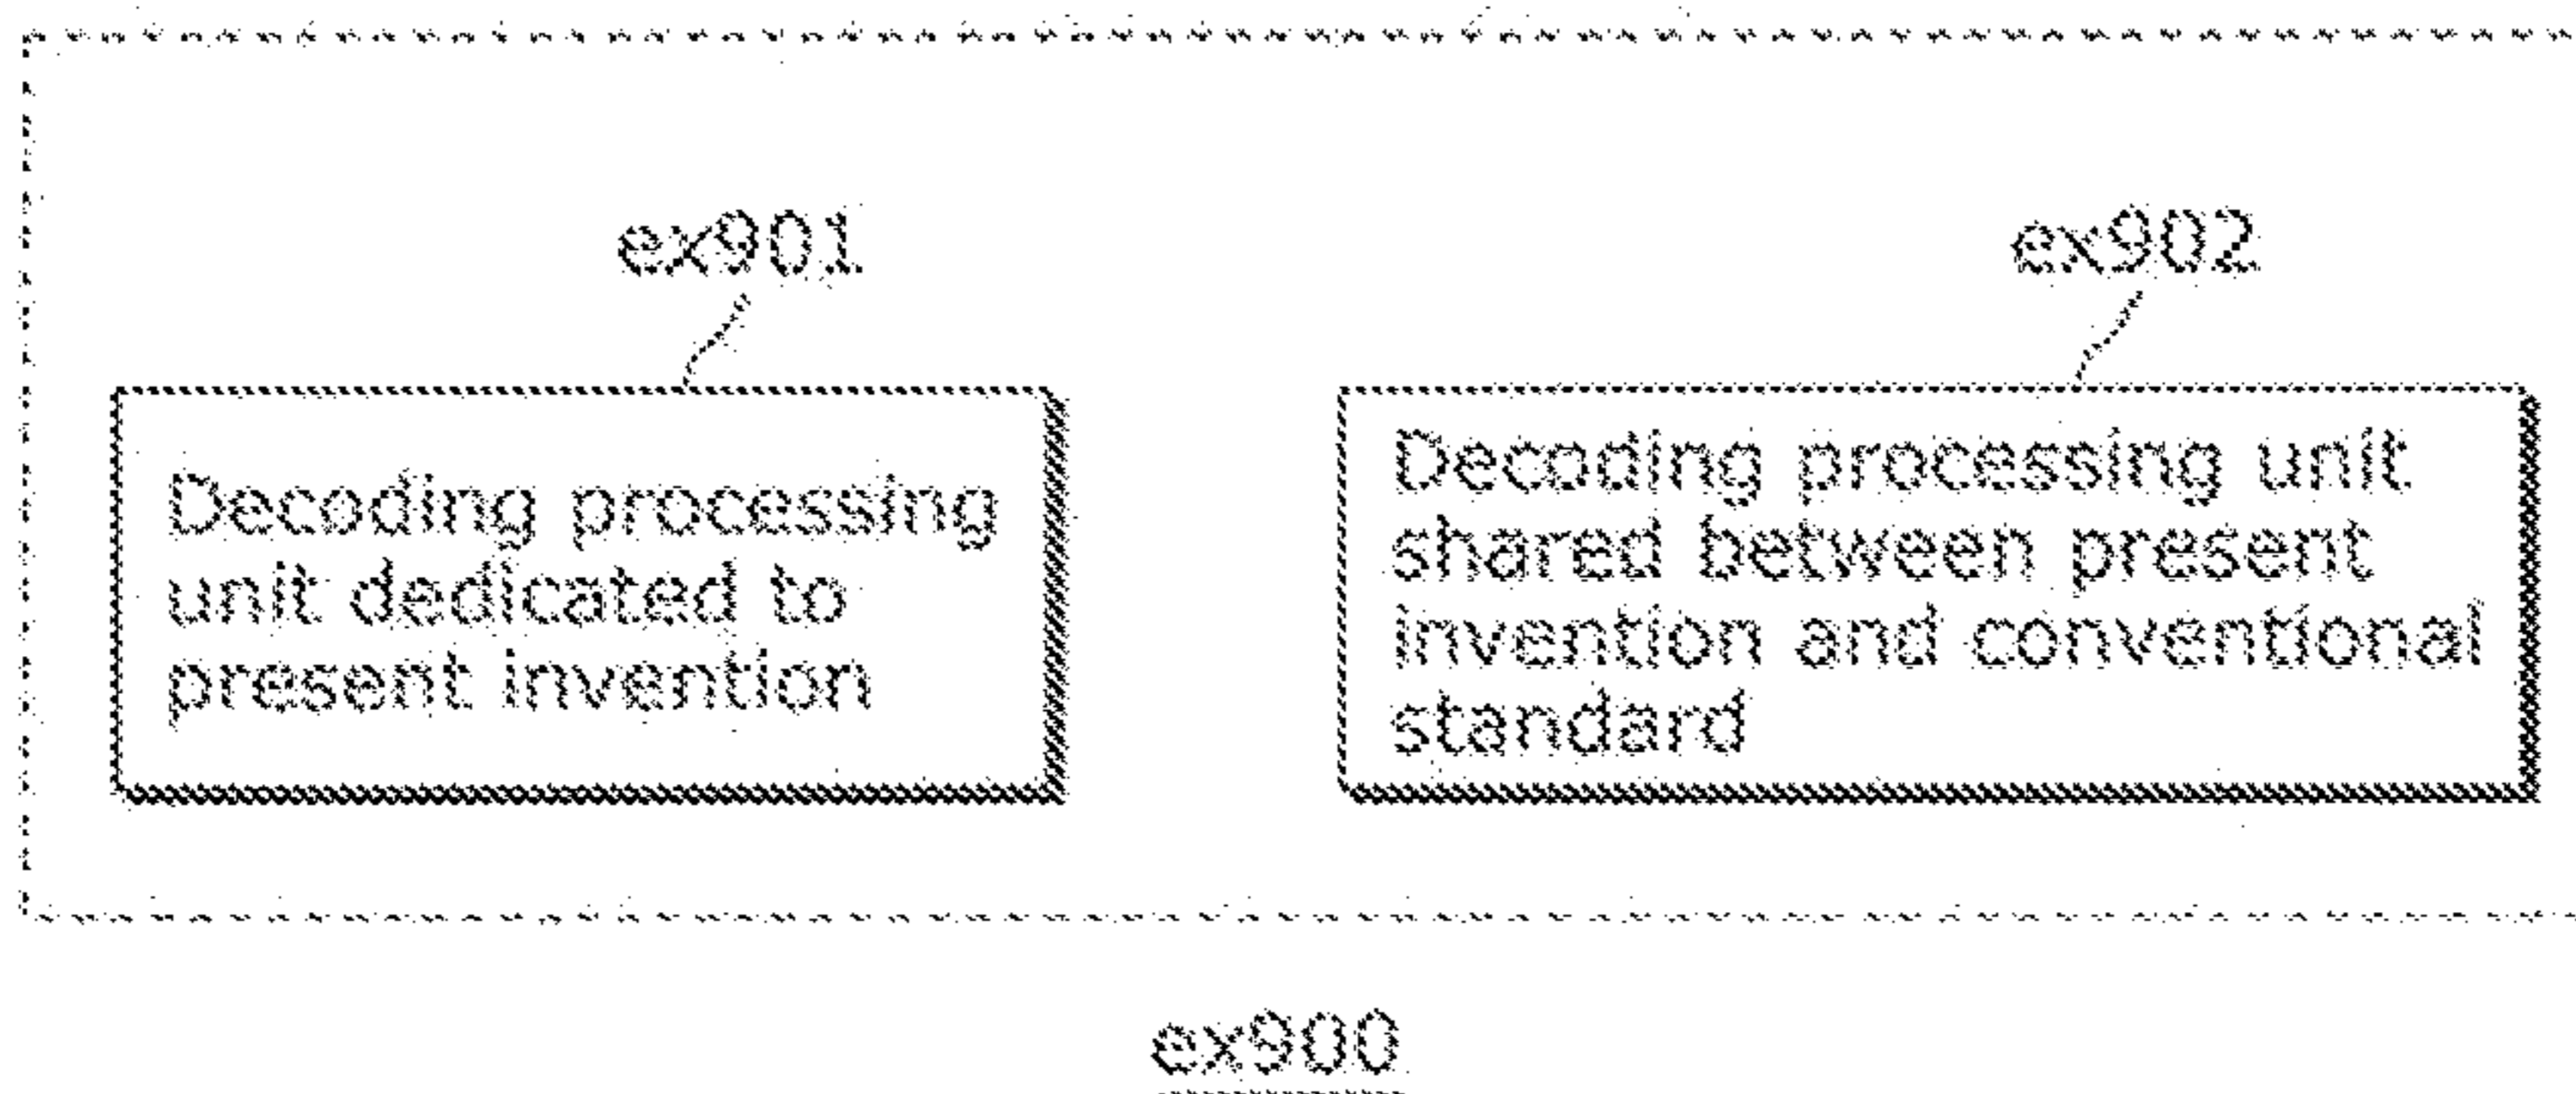 ex901
ex902
Decoding processing
unit dedicated to
present invention
Decoding processing unit
shared between present
invention and conventional
standard
ex900